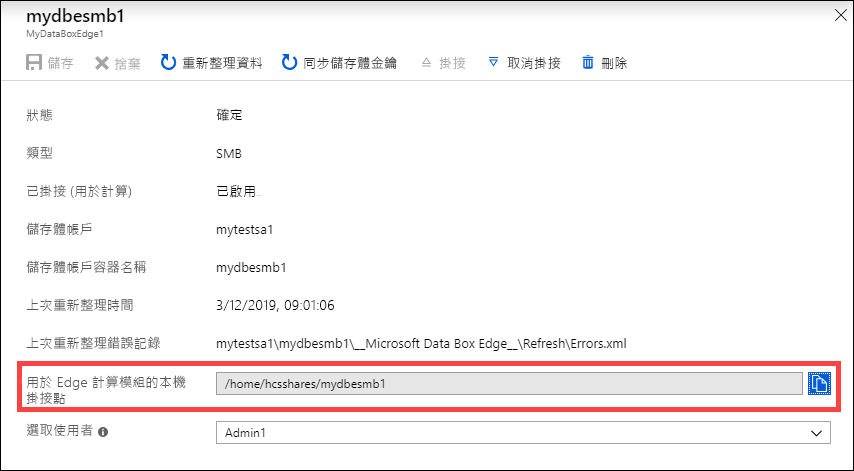 mydbesmb1
MyDataBoxEdge1
儲存 捨棄 重新整理資料 同步儲存體金鑰 掛接 取消掛接 刪除
狀態 確定
類型 SMB
已掛接 (用於計算) 已啟用
儲存體帳戶 mytestsa1
儲存體帳戶容器名稱 mydbesmb1
上次重新整理時間 3/12/2019, 09:01:06
上次重新整理錯誤記錄 mytestsa1\mydbesmb1\__Microsoft Data Box Edge__\Refresh\Errors.xml
用於 Edge 計算模組的本機 /home/hcsshares/mydbesmb1
掛接點
選取使用者 Admin1